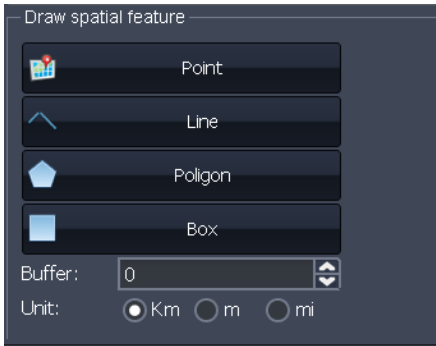 Draw spatial feature
Point
Line
Poligon
Box
Buffer: 0
Unit: Km m mi